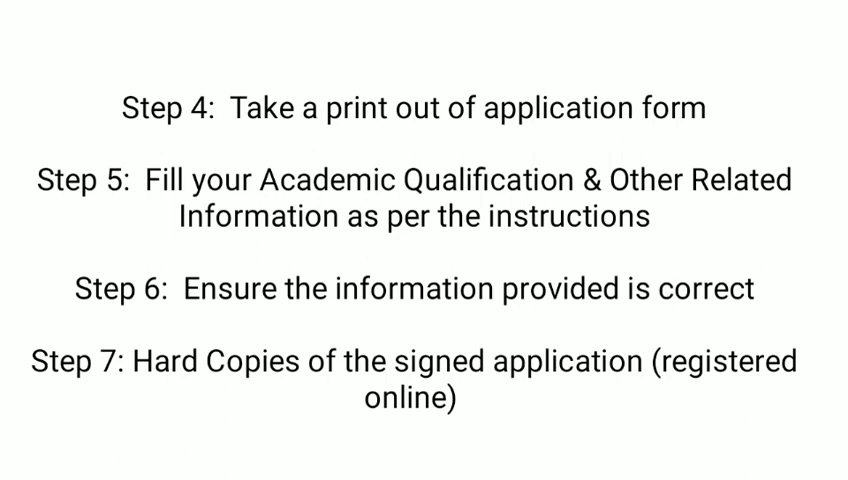 Step 4:  Take a print out of application form
Step 5:  Fill your Academic Qualification & Other Related
Information as per the instructions
Step 6:  Ensure the information provided is correct
Step 7: Hard Copies of the signed application (registered
online)